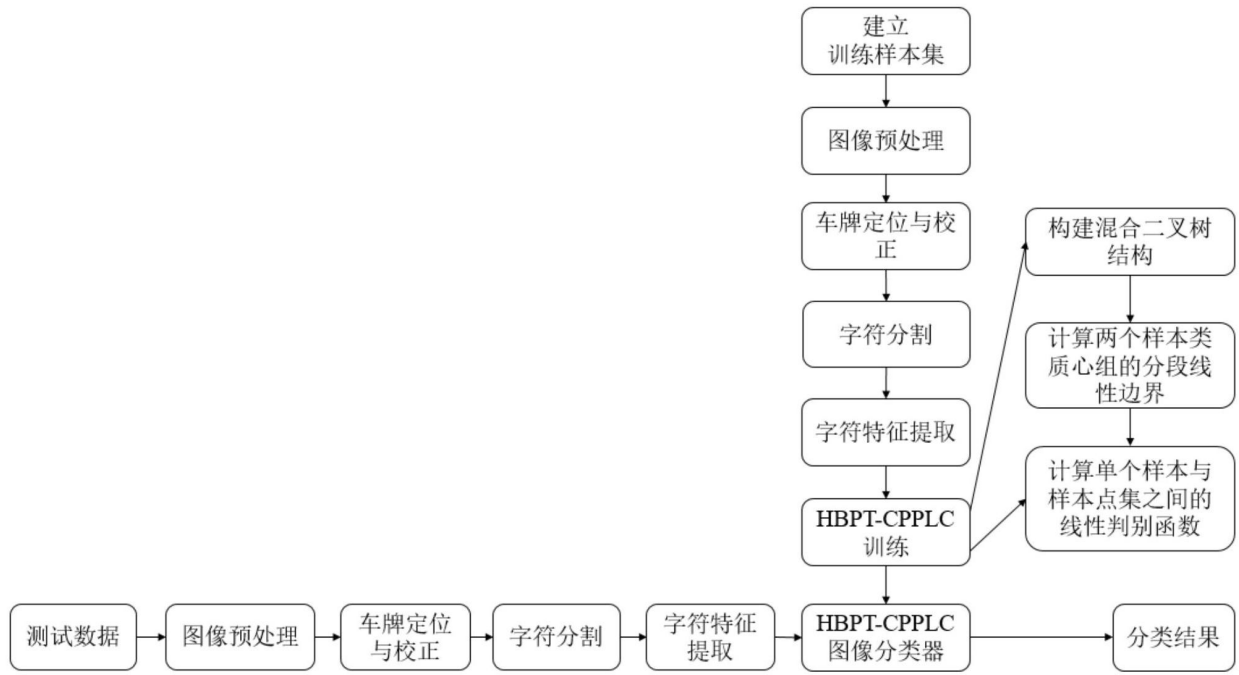 建立
训练样本集
图像预处理
车牌定位与校
正
字符分割
字符特征提取
HBPT-CPPLC
训练
构建混合二叉树
结构
计算两个样本类
质心组的分段线
性边界
计算单个样本与
样本点集之间的
线性判别函数
测试数据
图像预处理
车牌定位
与校正
字符分割
字符特征
提取
HBPT-CPPLC
图像分类器
分类结果